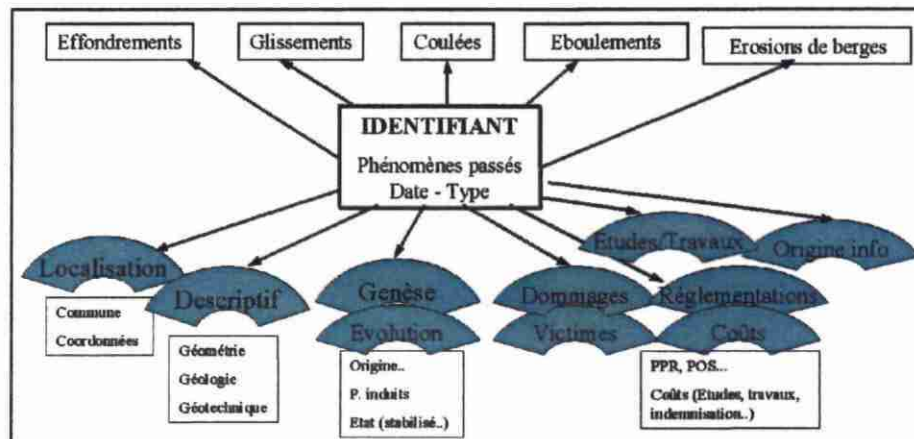 Effondrements
Glissements
Coulées
Eboulements
Erosions de berges
IDENTIFIANT
Phénomènes passés
Date - Type
Etudes/Travaux
Origine info
Localisation
Descriptif
Genèse
Dommages
Réglementations
Evolution
Victimes
Coûts
Commune
Coordonnées
Géométrie
Géologie
Géotechnique
Origine..
P. induits
Etat (stabilisé..)
PPR, POS...
Coûts (Etudes, travaux,
indemnisation..)